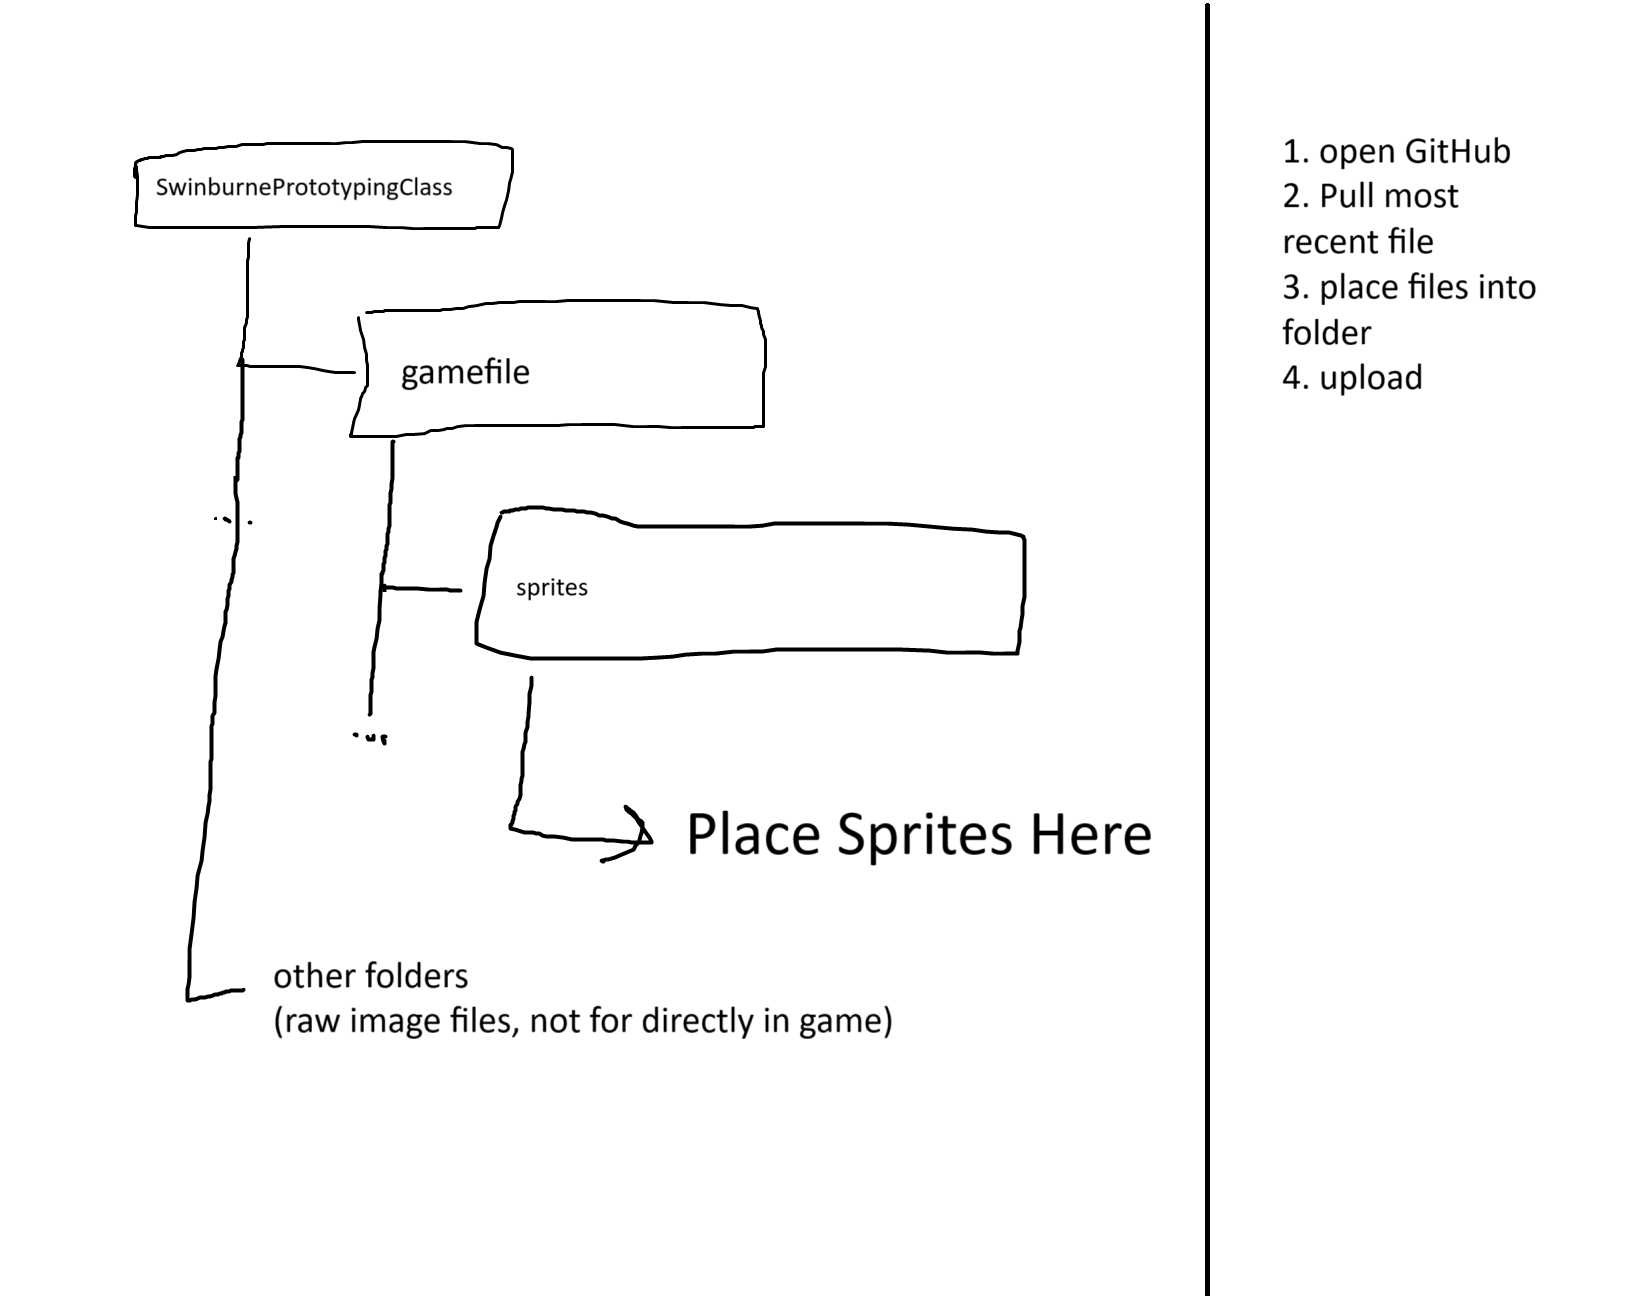 SwinburnePrototypingClass
gamefile
sprites
Place Sprites Here
other folders
(raw image files, not for directly in game)
1. open GitHub
2. Pull most
recent file
3. place files into
folder
4. upload